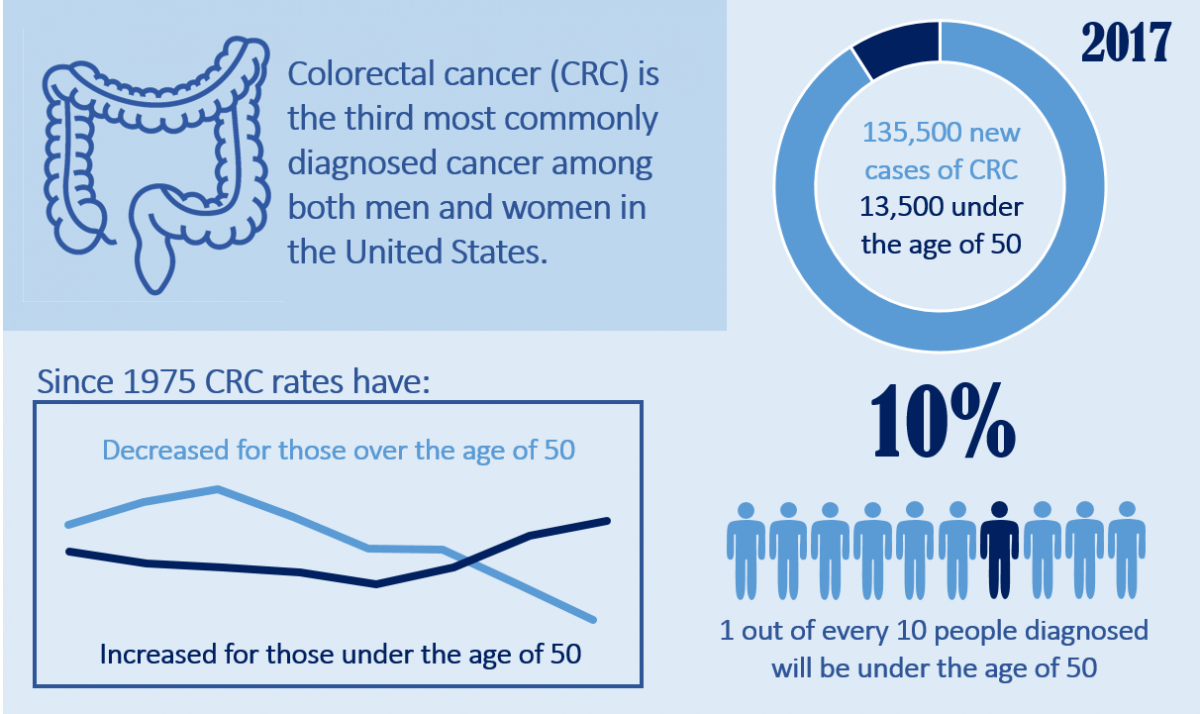 Colorectal cancer (CRC) is
the third most commonly
diagnosed cancer among
both men and women in
the United States.
2017
135,500 new
cases of CRC
13,500 under
the age of 50
Since 1975 CRC rates have:
Decreased for those over the age of 50
Increased for those under the age of 50
10%
1 out of every 10 people diagnosed
will be under the age of 50